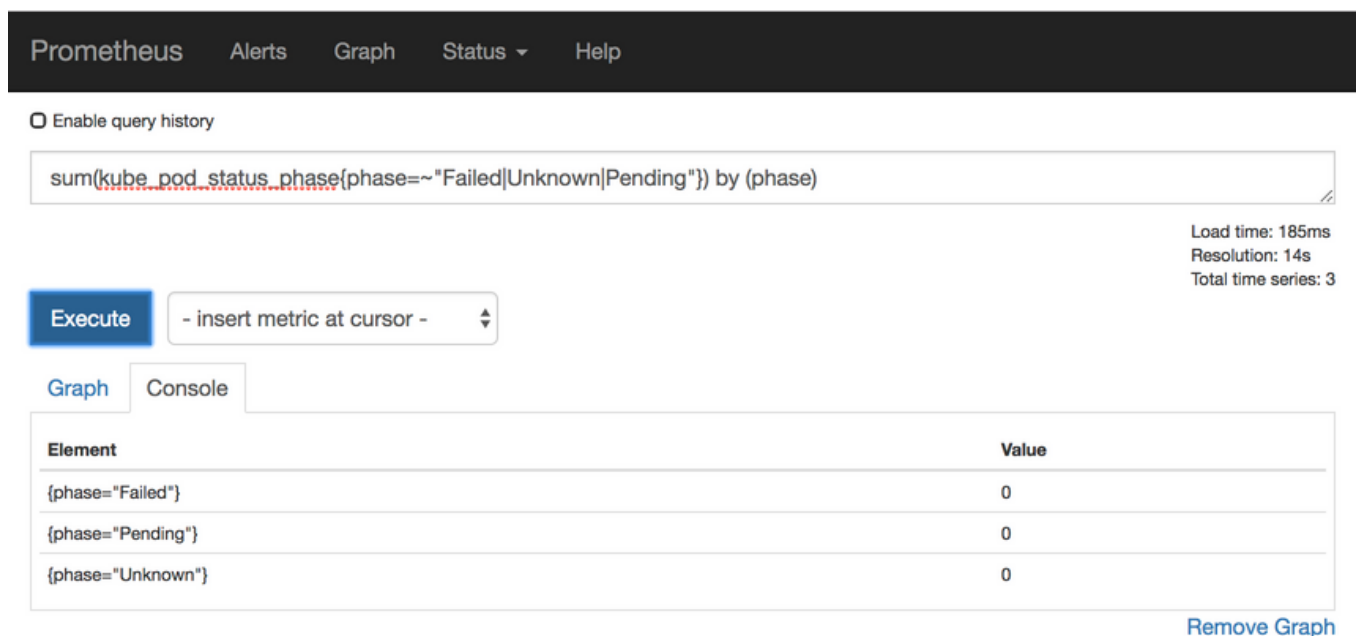 Prometheus Alerts Graph Status Help
Enable query history
sum(kube_pod_status_phase{phase=~"Failed|Unknown|Pending"}) by (phase)
Load time: 185ms
Resolution: 14s
Total time series: 3
Execute - insert metric at cursor -
Graph Console
Element Value
{phase="Failed"} 0
{phase="Pending"} 0
{phase="Unknown"} 0
Remove Graph